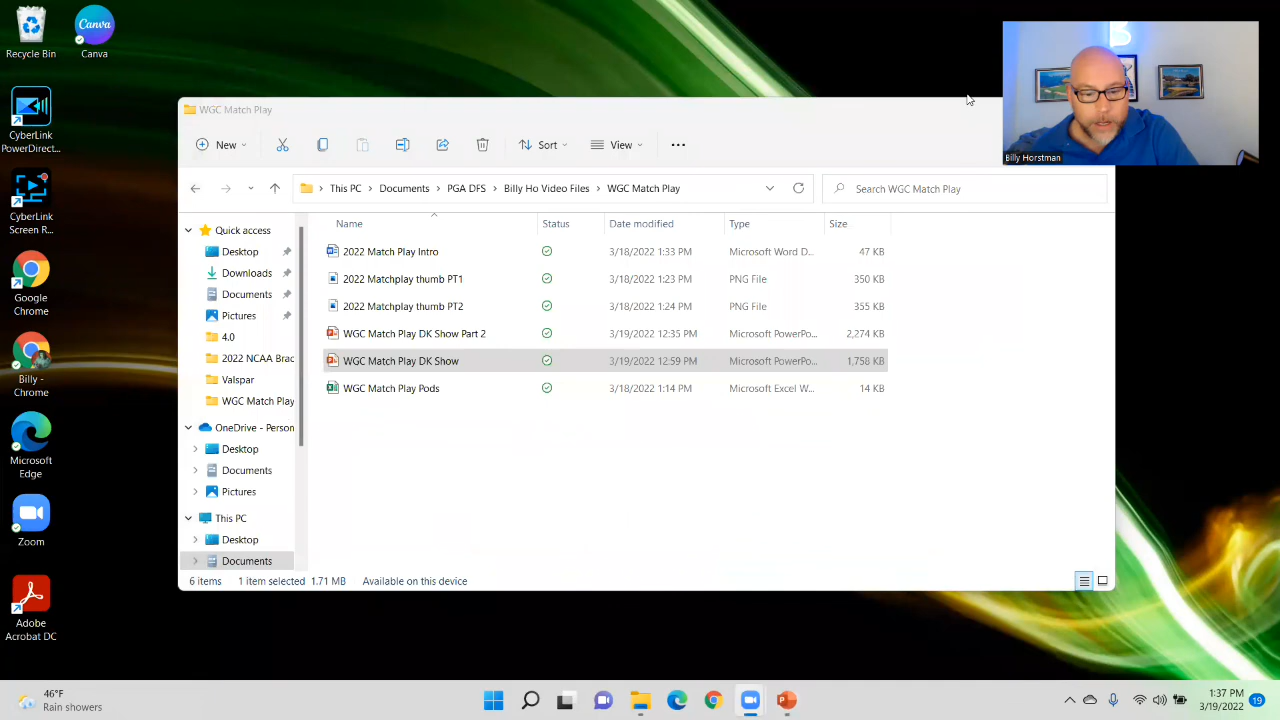 Recycle Bin
Canva
Canva
CyberLink
PowerDirect...
CyberLink
Screen R...
Google
Chrome
Billy -
Chrome
Microsoft
Edge
Zoom
Adobe
Acrobat DC
WGC Match Play
New
Sort
View
This PC
Documents
PGA DFS
Billy Ho Video Files
WGC Match Play
Search WGC Match Play
Quick access
Desktop
Downloads
Documents
Pictures
4.0
2022 NCAA Brac
Valspar
WGC Match Play
OneDrive - Person
Desktop
Documents
Pictures
This PC
Desktop
Documents
Name Status Date modified Type Size
2022 Match Play Intro 3/18/2022 1:33 PM Microsoft Word D... 47 KB
2022 Matchplay thumb PT1 3/18/2022 1:23 PM PNG File 350 KB
2022 Matchplay thumb PT2 3/18/2022 1:24 PM PNG File 355 KB
WGC Match Play DK Show Part 2 3/19/2022 12:35 PM Microsoft PowerPo... 2,274 KB
WGC Match Play DK Show 3/19/2022 12:59 PM Microsoft PowerPo... 1,758 KB
WGC Match Play Pods 3/18/2022 1:14 PM Microsoft Excel W... 14 KB
6 items 1 item selected 1.71 MB Available on this device
Billy Horstman
46°F
Rain showers
1:37 PM
3/19/2022
19